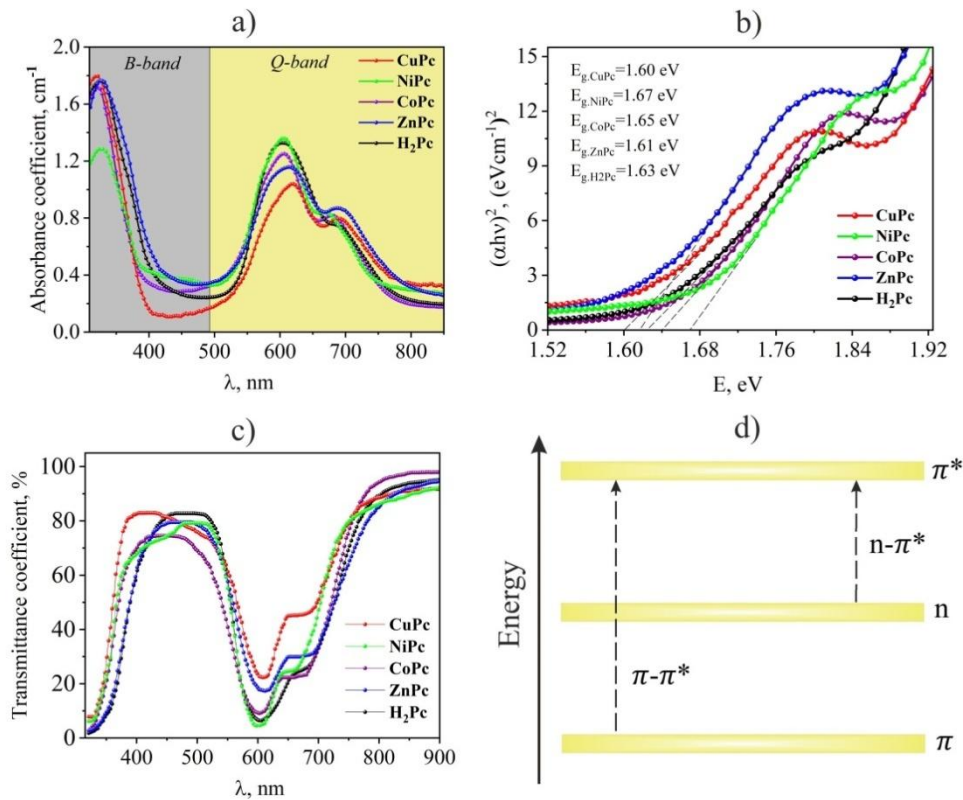 a)
B-band
Q-band
CuPc
NiPc
CoPc
ZnPc
H₂Pc
2.0
1.6
1.2
0.8
0.4
0.0
Absorbance coefficient, cm⁻¹
400 500 600 700 800
λ, nm
b)
E_g.CuPc=1.60 eV
E_g.NiPc=1.67 eV
E_g.CoPc=1.65 eV
E_g.ZnPc=1.61 eV
E_g.H2Pc=1.63 eV
CuPc
NiPc
CoPc
ZnPc
H₂Pc
15
12
9
6
3
0
(αhν)², (eVcm⁻¹)²
1.52 1.60 1.68 1.76 1.84 1.92
E, eV
c)
100
80
60
40
20
0
Transmittance coefficient, %
CuPc
NiPc
CoPc
ZnPc
H₂Pc
400 500 600 700 800 900
λ, nm
d)
Energy
π*
n-π*
n
π-π*
π